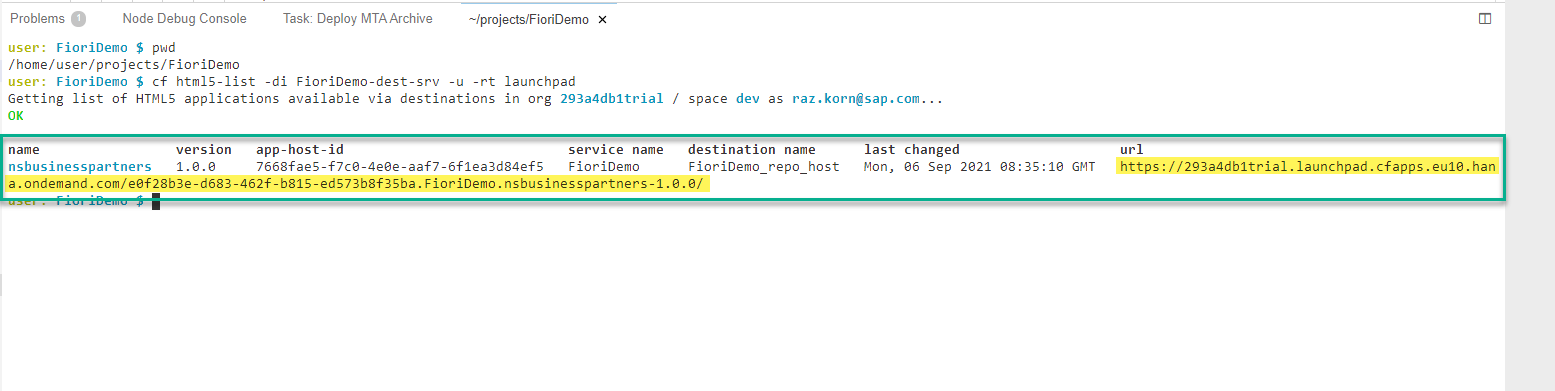 Problems 1 Node Debug Console Task: Deploy MTA Archive ~/projects/FioriDemo ×
user: FioriDemo $ pwd
/home/user/projects/FioriDemo
user: FioriDemo $ cf html5-list -di FioriDemo-dest-srv -u -rt launchpad
Getting list of HTML5 applications available via destinations in org 293a4db1trial / space dev as raz.korn@sap.com...
OK
name version app-host-id service name destination name last changed url
nsbusinesspartners 1.0.0 7668fae5-f7c0-4e0e-aaf7-6f1ea3d84ef5 FioriDemo FioriDemo_repo_host Mon, 06 Sep 2021 08:35:10 GMT https://293a4db1trial.launchpad.cfapps.eu10.han
a.ondemand.com/e0f28b3e-d683-462f-b815-ed573b8f35ba.FioriDemo.nsbusinesspartners-1.0.0/
user: FioriDemo $